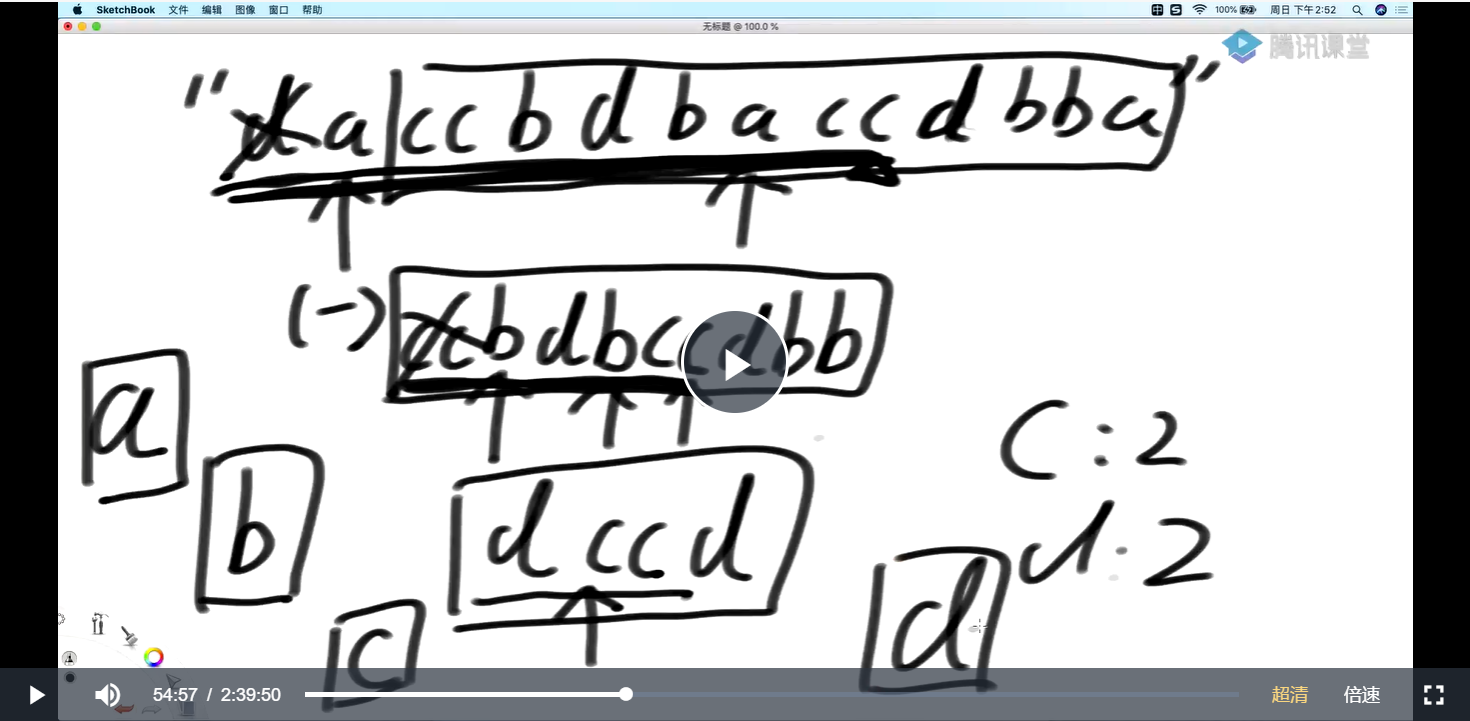 SketchBook 文件 编辑 图像 窗口 帮助 100% 周日 下午2:52
无标题 @ 100.0 %
腾讯课堂
"da|ccbdbaccdbba"
(-) ccbdbccdbb
a
c:2
b
dccd
d:2
d
c
54:57 / 2:39:50 超清 倍速